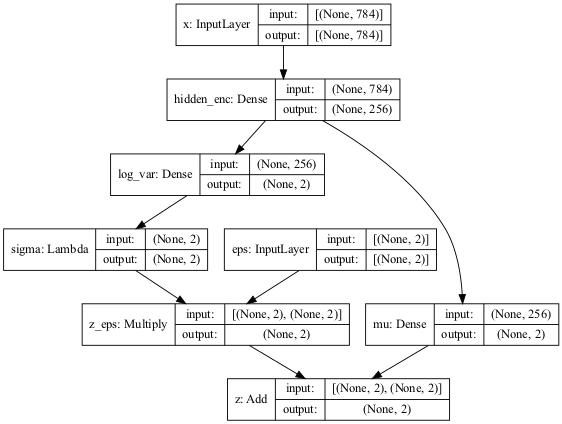 x: InputLayer input: [(None, 784)]
output: [(None, 784)]
hidden_enc: Dense input: (None, 784)
output: (None, 256)
log_var: Dense input: (None, 256)
output: (None, 2)
sigma: Lambda input: (None, 2)
output: (None, 2)
eps: InputLayer input: [(None, 2)]
output: [(None, 2)]
z_eps: Multiply input: [(None, 2), (None, 2)]
output: (None, 2)
mu: Dense input: (None, 256)
output: (None, 2)
z: Add input: [(None, 2), (None, 2)]
output: (None, 2)